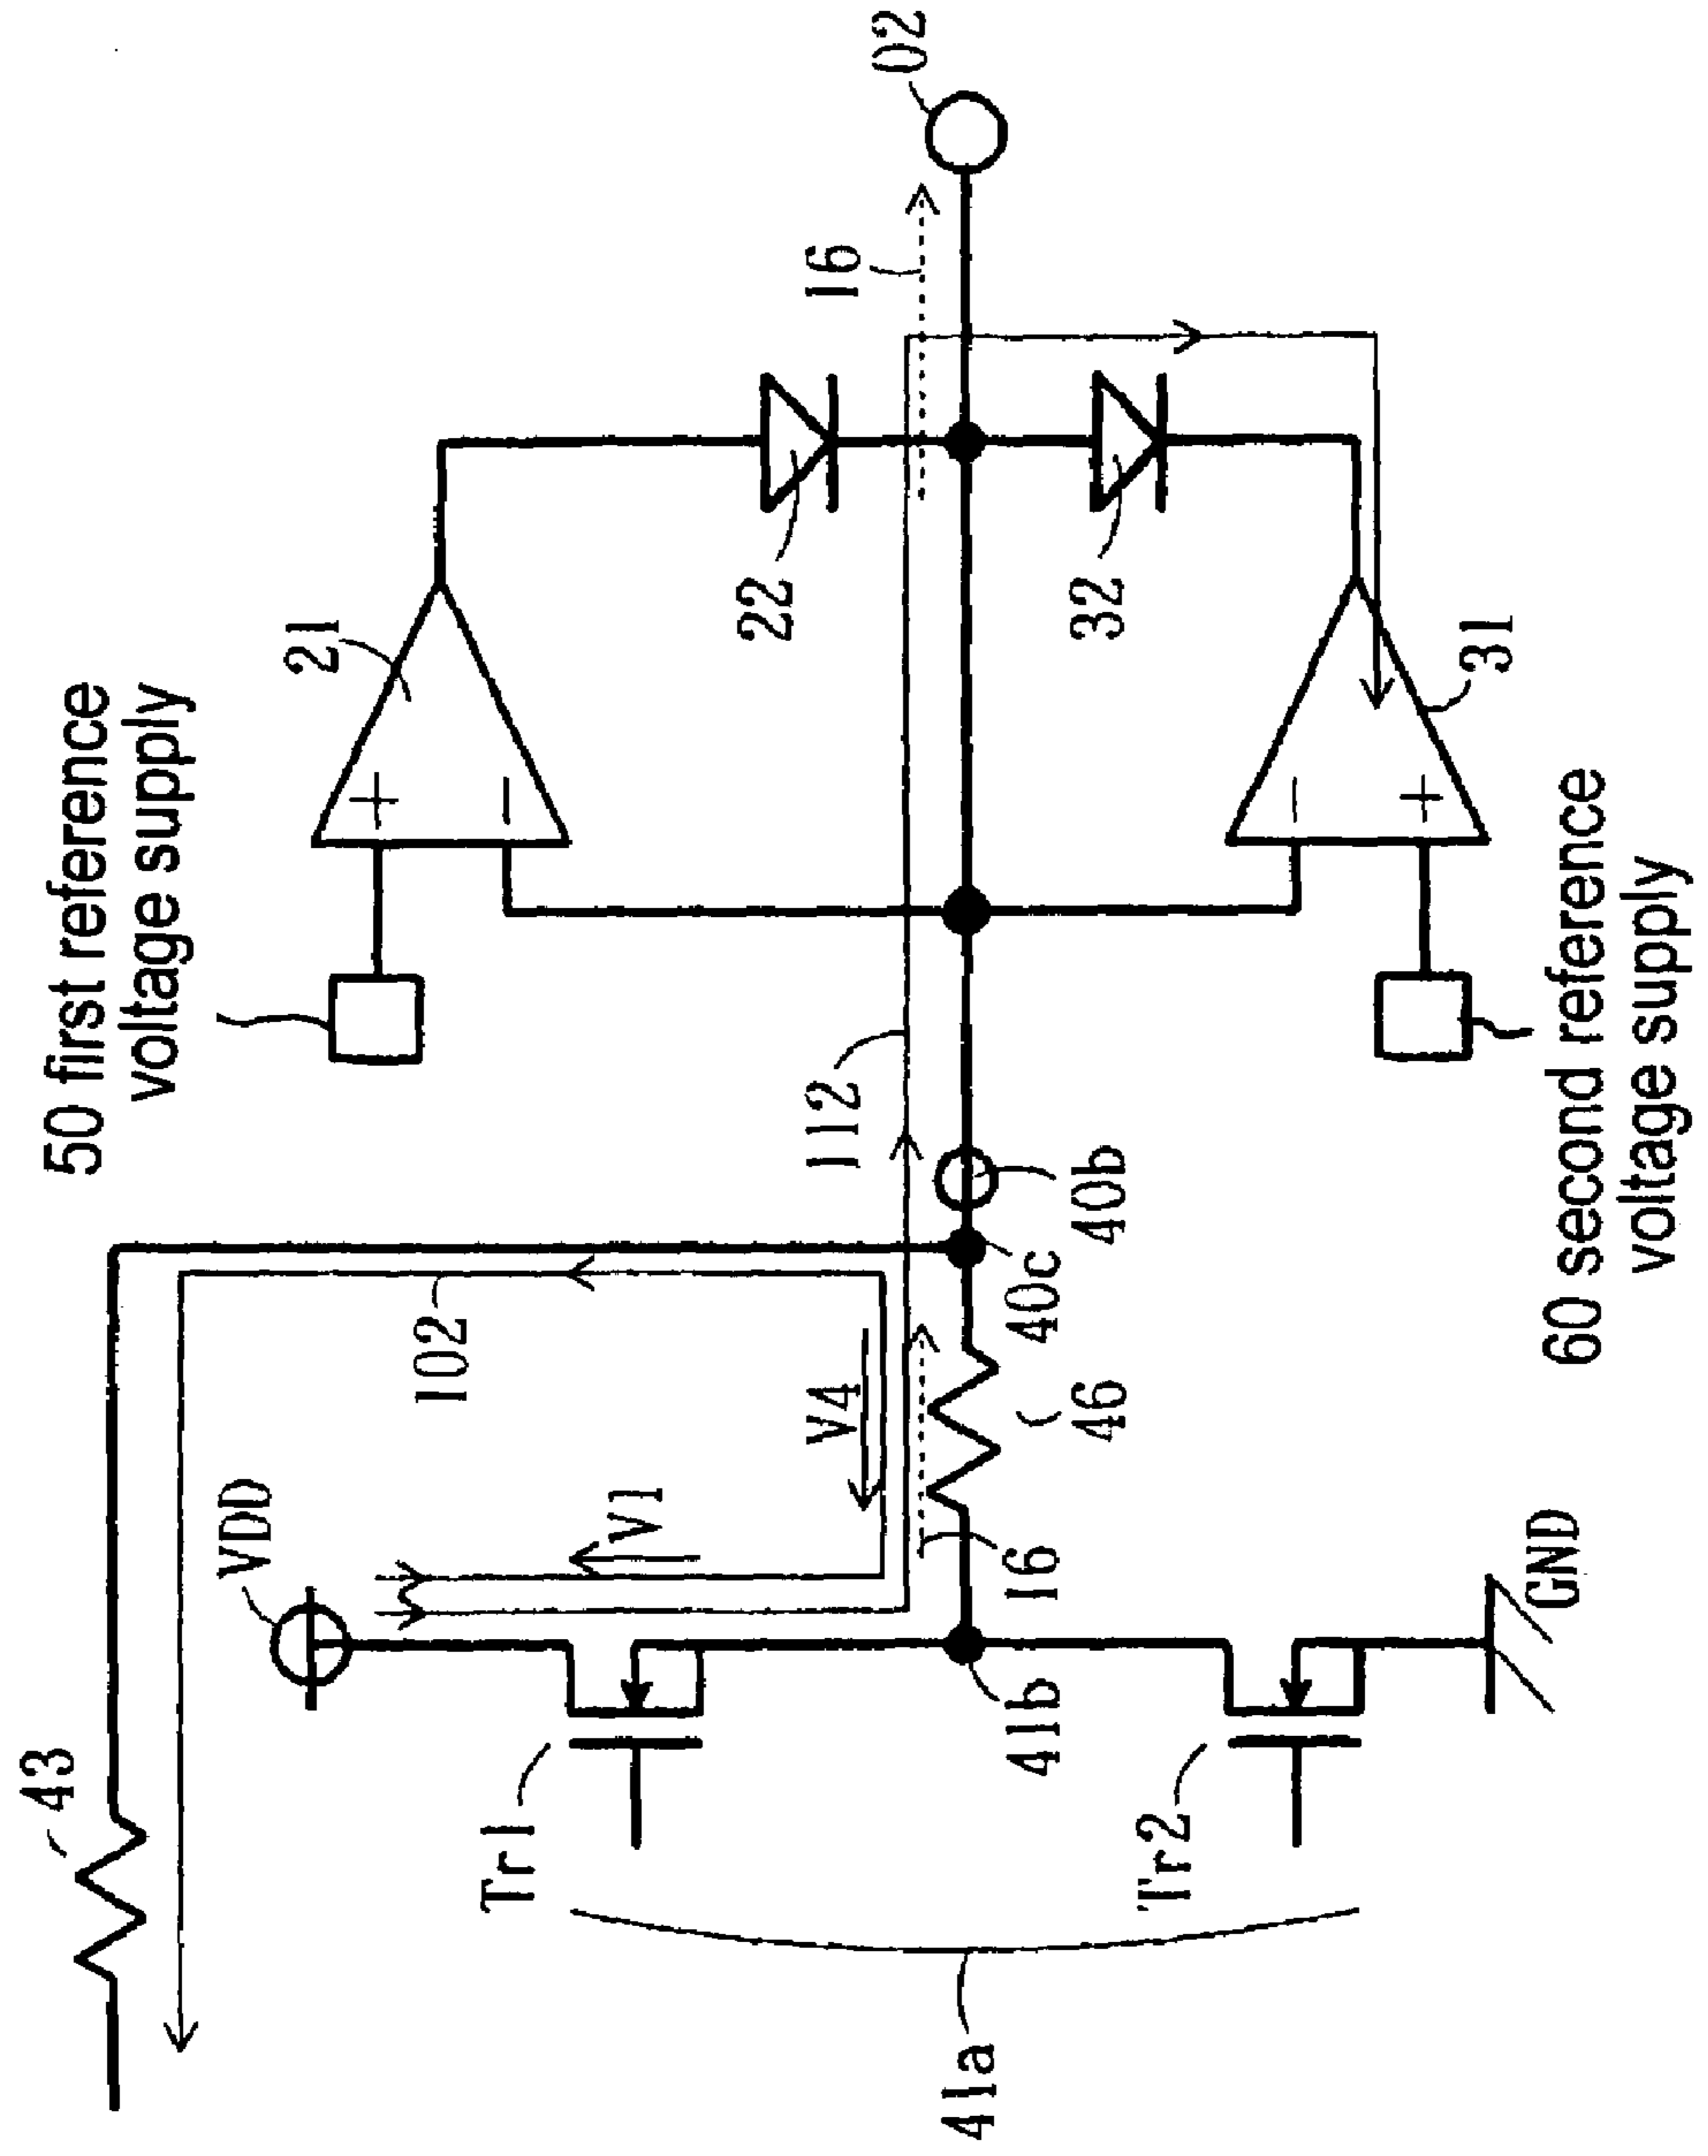 43
VDD
102
50 first reference
voltage supply
21
Tr1
V1
V4
112
22
16
02
41a
41b
16
46
40c
40b
32
Tr2
GND
31
60 second reference
voltage supply
+
−
−
+